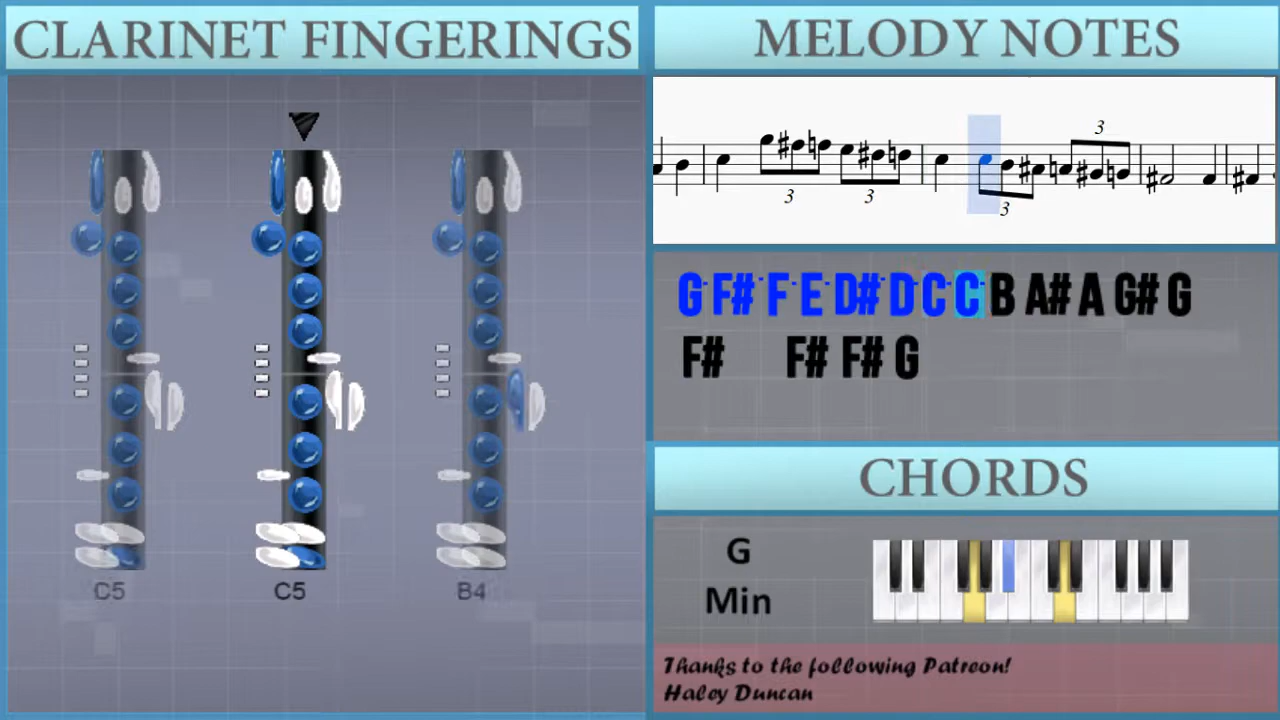 CLARINET FINGERINGS
C5 C5 B4
MELODY NOTES
3 3 3 3
G F# F E D# D C C B A# A G# G
F# F# F# G
CHORDS
G
Min
Thanks to the following Patreon!
Haley Duncan